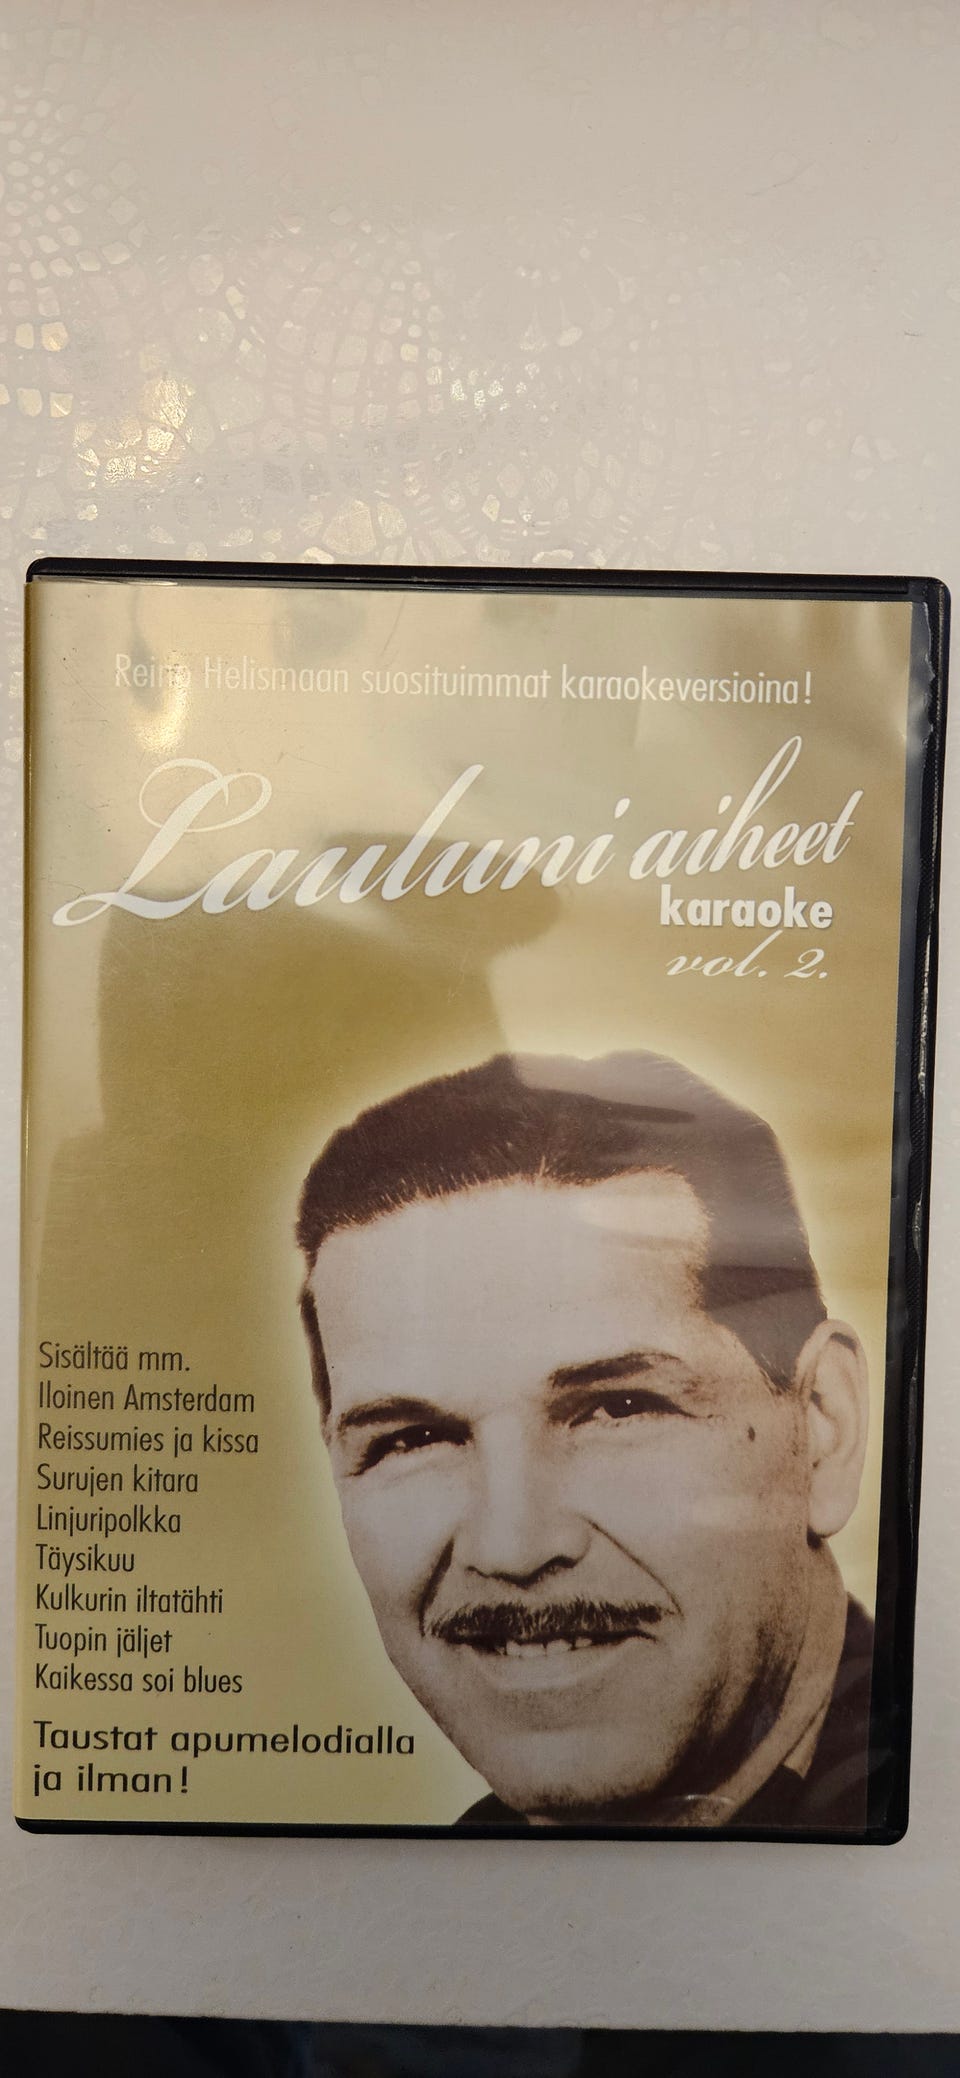 Reino Helismaan suosituimmat karaokeversioina!
Lauluni aiheet
karaoke
vol. 2.
Sisältää mm.
Iloinen Amsterdam
Reissumies ja kissa
Surujen kitara
Linjuripolkka
Täysikuu
Kulkurin iltatähti
Tuopin jäljet
Kaikessa soi blues
Taustat apumelodialla
ja ilman!